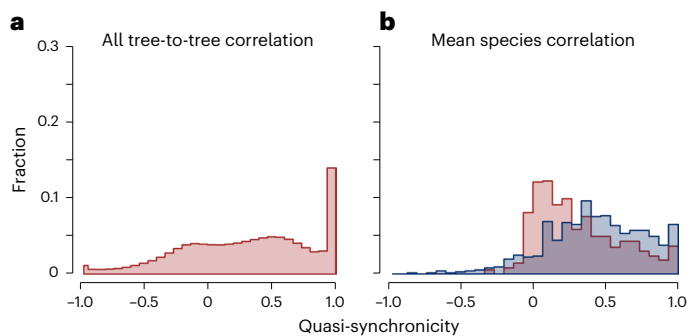 a
b
All tree-to-tree correlation
Mean species correlation
Fraction
0.3
0.2
0.1
0
–1.0 –0.5 0 0.5 1.0
–1.0 –0.5 0 0.5 1.0
Quasi-synchronicity